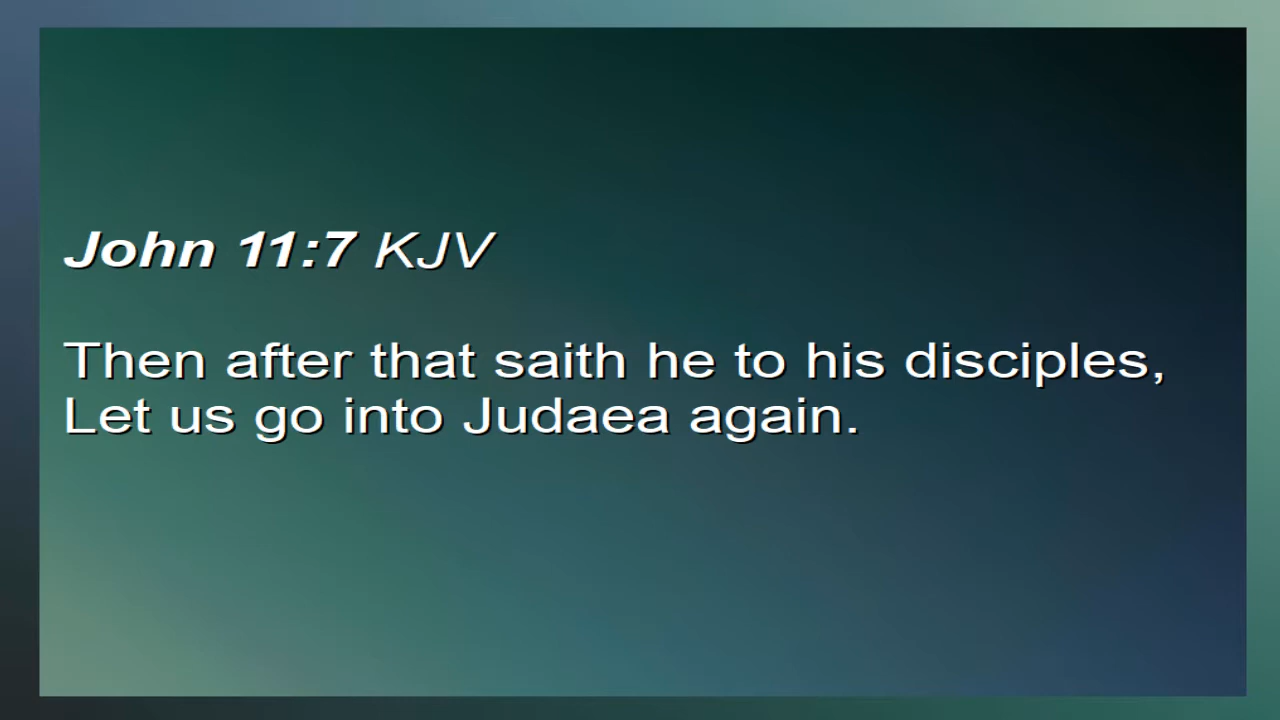 John 11:7 KJV
Then after that saith he to his disciples,
Let us go into Judaea again.